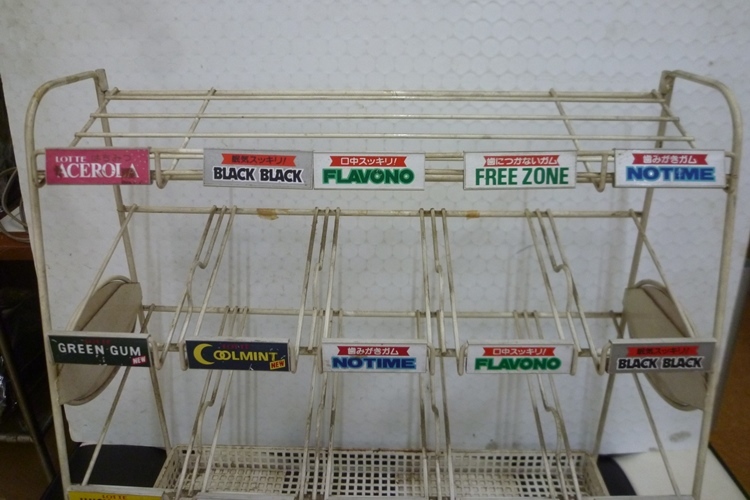 LOTTE
ACEROLA
眠気スッキリ!
BLACK BLACK
口中スッキリ!
FLAVONO
歯につかないガム
FREE ZONE
歯みがきガム
NOTIME
GREEN GUM
NEW
COOLMINT
NEW
歯みがきガム
NOTIME
口中スッキリ!
FLAVONO
眠気スッキリ!
BLACK BLACK
LOTTE